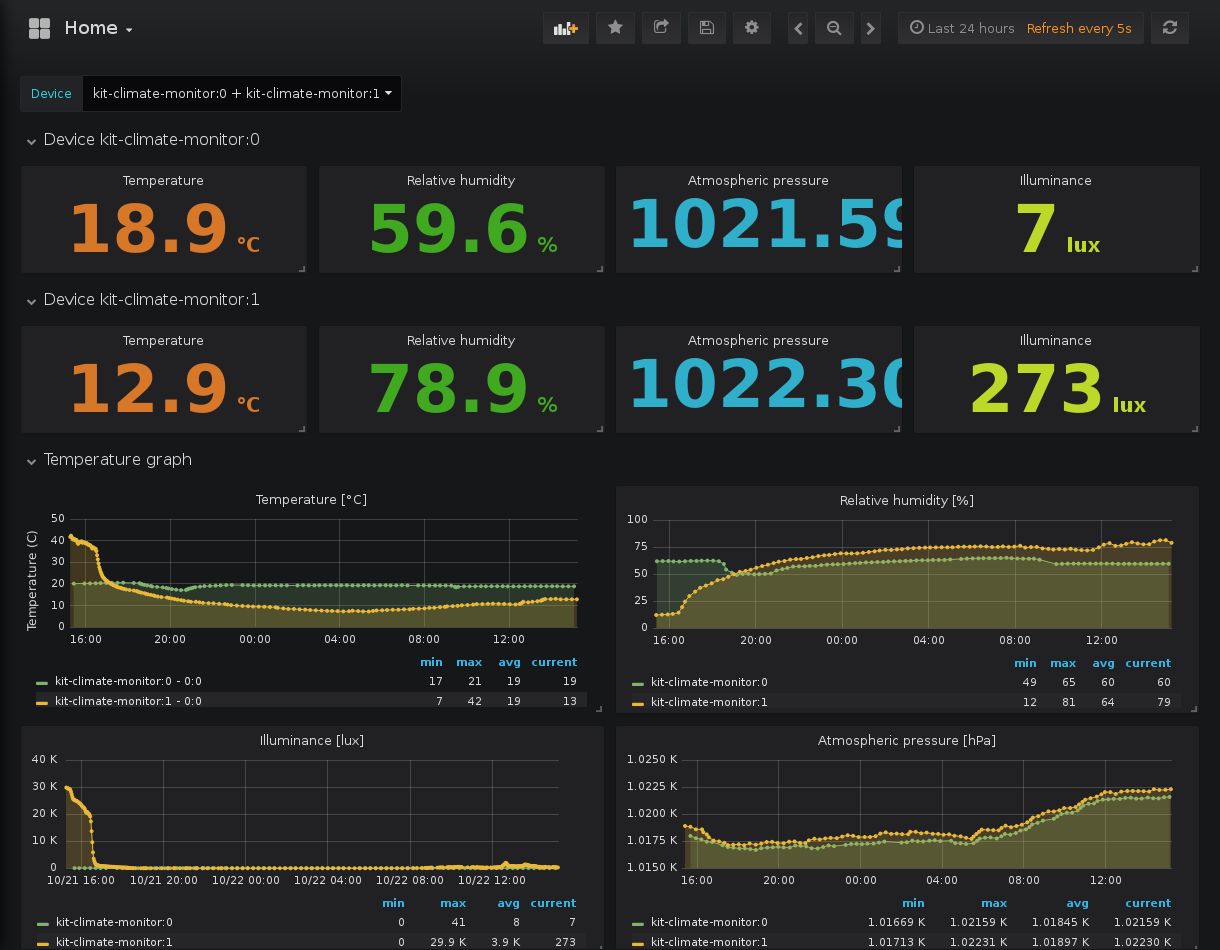 Home
Last 24 hours Refresh every 5s
Device kit-climate-monitor:0 + kit-climate-monitor:1
Device kit-climate-monitor:0
Temperature Relative humidity Atmospheric pressure Illuminance
18.9 °C 59.6 % 1021.59 7 lux
Device kit-climate-monitor:1
Temperature Relative humidity Atmospheric pressure Illuminance
12.9 °C 78.9 % 1022.30 273 lux
Temperature graph
Temperature [°C]
Temperature (C)
50
40
30
20
10
0
16:00 20:00 00:00 04:00 08:00 12:00
min max avg current
kit-climate-monitor:0 - 0:0 17 21 19 19
kit-climate-monitor:1 - 0:0 7 42 19 13
Relative humidity [%]
100
75
50
25
0
16:00 20:00 00:00 04:00 08:00 12:00
min max avg current
kit-climate-monitor:0 49 65 60 60
kit-climate-monitor:1 12 81 64 79
Illuminance [lux]
40 K
30 K
20 K
10 K
0
10/21 16:00 10/21 20:00 10/22 00:00 10/22 04:00 10/22 08:00 10/22 12:00
min max avg current
kit-climate-monitor:0 0 41 8 7
kit-climate-monitor:1 0 29.9 K 3.9 K 273
Atmospheric pressure [hPa]
1.0250 K
1.0225 K
1.0200 K
1.0175 K
1.0150 K
16:00 20:00 00:00 04:00 08:00 12:00
min max avg current
kit-climate-monitor:0 1.01669 K 1.02159 K 1.01845 K 1.02159 K
kit-climate-monitor:1 1.01713 K 1.02231 K 1.01897 K 1.02230 K